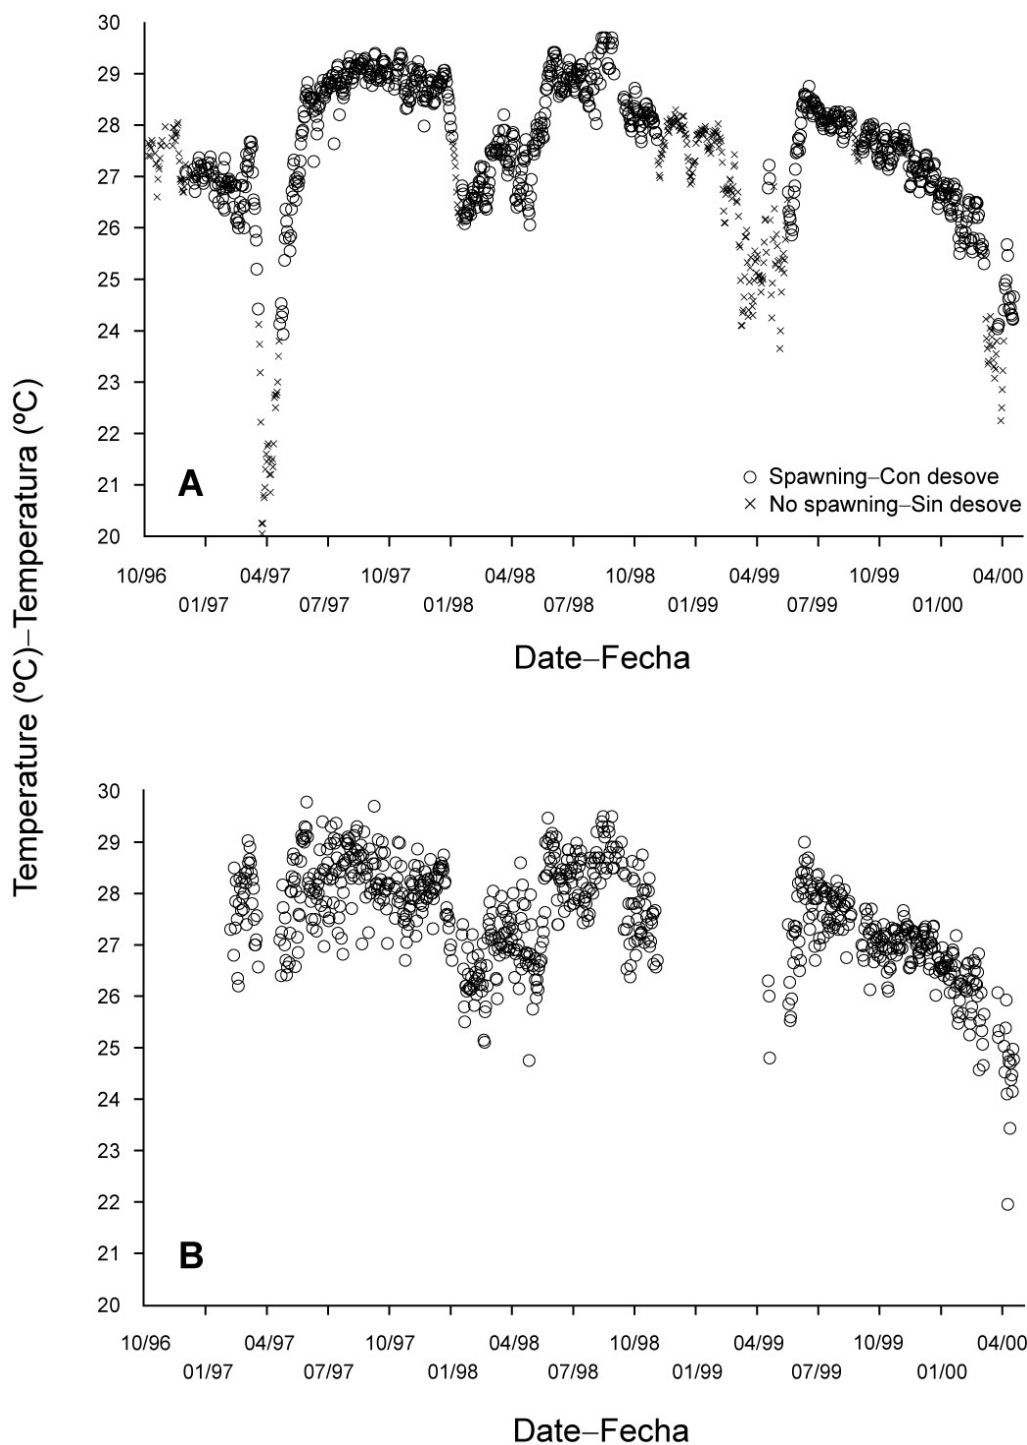 Temperature (ºC)–Temperatura (ºC)
30
29
28
27
26
25
24
23
22
21
20
A
Spawning–Con desove
No spawning–Sin desove
10/96 04/97 10/97 04/98 10/98 04/99 10/99 04/00
01/97 07/97 01/98 07/98 01/99 07/99 01/00
Date–Fecha
30
29
28
27
26
25
24
23
22
21
20
B
10/96 04/97 10/97 04/98 10/98 04/99 10/99 04/00
01/97 07/97 01/98 07/98 01/99 07/99 01/00
Date–Fecha